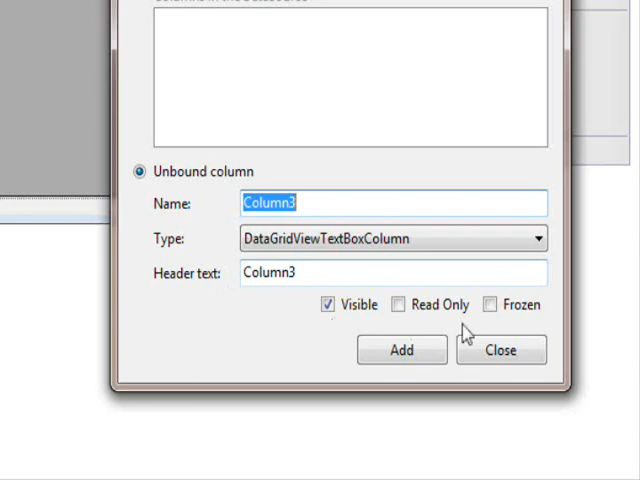 Unbound column
Name: Column3
Type: DataGridViewTextBoxColumn
Header text: Column3
Visible Read Only Frozen
Add Close